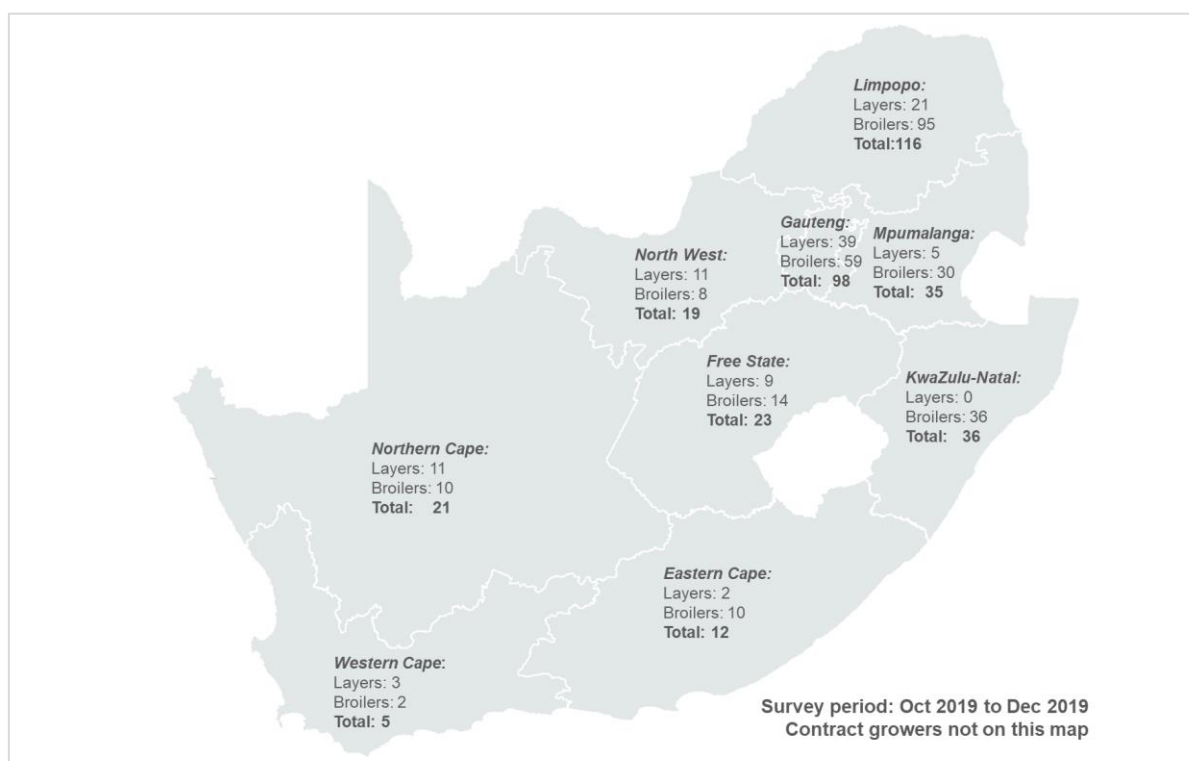 Limpopo:
Layers: 21
Broilers: 95
Total:116
Gauteng:
Layers: 39
Broilers: 59
Total: 98
Mpumalanga:
Layers: 5
Broilers: 30
Total: 35
North West:
Layers: 11
Broilers: 8
Total: 19
Free State:
Layers: 9
Broilers: 14
Total: 23
KwaZulu-Natal:
Layers: 0
Broilers: 36
Total: 36
Northern Cape:
Layers: 11
Broilers: 10
Total: 21
Eastern Cape:
Layers: 2
Broilers: 10
Total: 12
Western Cape:
Layers: 3
Broilers: 2
Total: 5
Survey period: Oct 2019 to Dec 2019
Contract growers not on this map